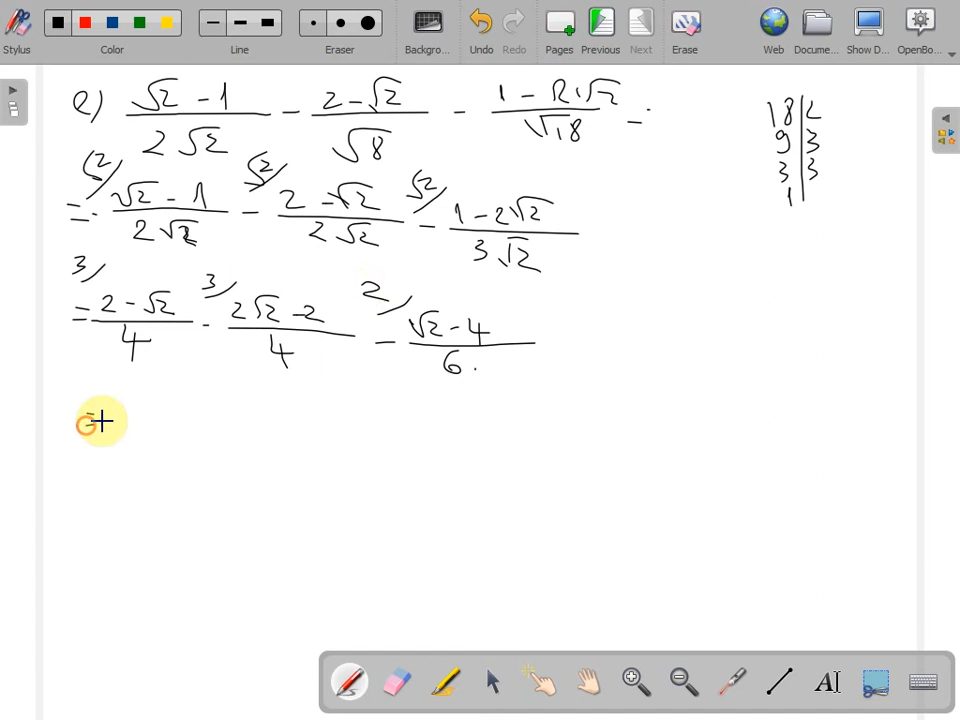 Stylus Color Line Eraser Backgro... Undo Redo Pages Previous Next Erase Web Docume... Show D... OpenBo...
e) (√2 - 1)/(2√2) - (2 - √2)/√8 - (1 - 2√2)/√18 =
18 | 2
9 | 3
3 | 3
1
= √2/ (√2 - 1)/(2√2) - √2/ (2 - √2)/(2√2) - √2/ (1 - 2√2)/(3√2)
= 3/ (2 - √2)/4 - 3/ (2√2 - 2)/4 - 2/ (√2 - 4)/6
=